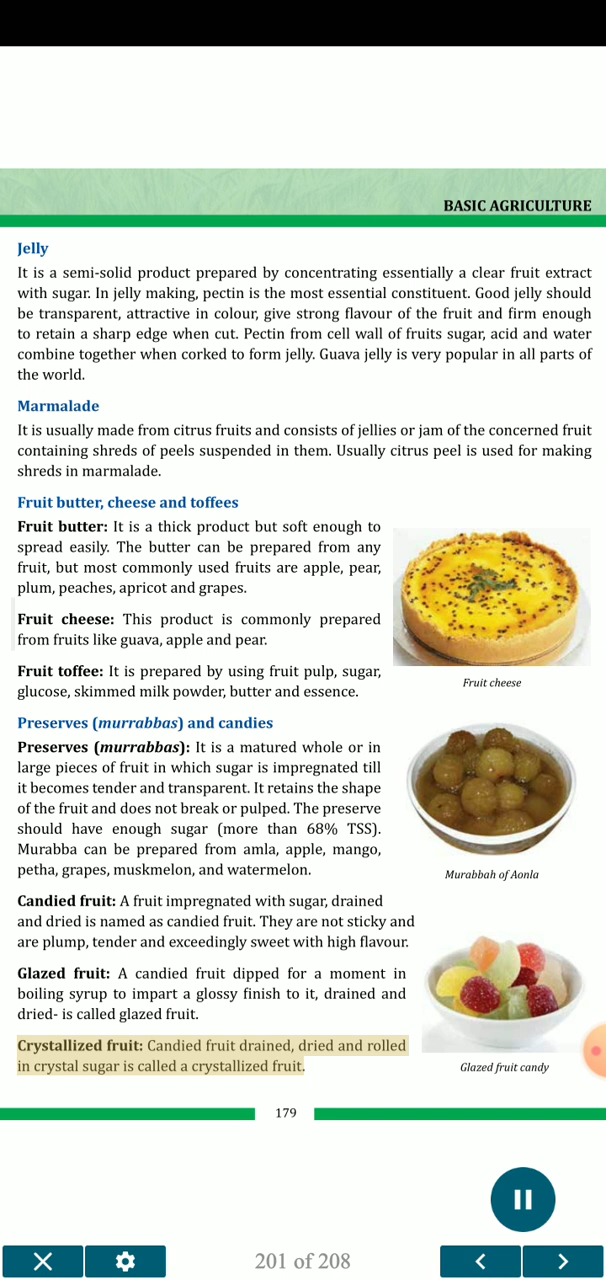 BASIC AGRICULTURE
Jelly
It is a semi-solid product prepared by concentrating essentially a clear fruit extract
with sugar. In jelly making, pectin is the most essential constituent. Good jelly should
be transparent, attractive in colour, give strong flavour of the fruit and firm enough
to retain a sharp edge when cut. Pectin from cell wall of fruits sugar, acid and water
combine together when corked to form jelly. Guava jelly is very popular in all parts of
the world.
Marmalade
It is usually made from citrus fruits and consists of jellies or jam of the concerned fruit
containing shreds of peels suspended in them. Usually citrus peel is used for making
shreds in marmalade.
Fruit butter, cheese and toffees
Fruit butter: It is a thick product but soft enough to
spread easily. The butter can be prepared from any
fruit, but most commonly used fruits are apple, pear,
plum, peaches, apricot and grapes.
Fruit cheese: This product is commonly prepared
from fruits like guava, apple and pear.
Fruit toffee: It is prepared by using fruit pulp, sugar,
glucose, skimmed milk powder, butter and essence.
Fruit cheese
Preserves (murrabbas) and candies
Preserves (murrabbas): It is a matured whole or in
large pieces of fruit in which sugar is impregnated till
it becomes tender and transparent. It retains the shape
of the fruit and does not break or pulped. The preserve
should have enough sugar (more than 68% TSS).
Murabba can be prepared from amla, apple, mango,
petha, grapes, muskmelon, and watermelon.
Murabbah of Aonla
Candied fruit: A fruit impregnated with sugar, drained
and dried is named as candied fruit. They are not sticky and
are plump, tender and exceedingly sweet with high flavour.
Glazed fruit: A candied fruit dipped for a moment in
boiling syrup to impart a glossy finish to it, drained and
dried- is called glazed fruit.
Crystallized fruit: Candied fruit drained, dried and rolled
in crystal sugar is called a crystallized fruit.
Glazed fruit candy
179
201 of 208